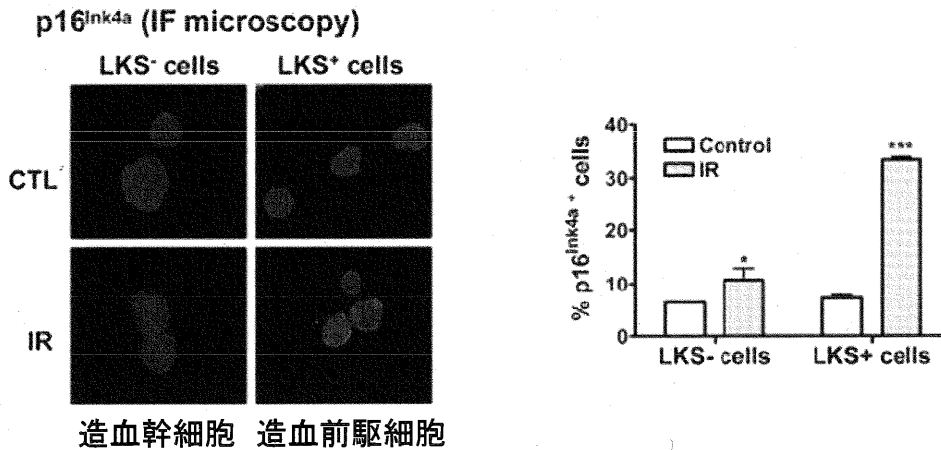 p16Ink4a (IF microscopy)
LKS- cells LKS+ cells
CTL
IR
造血幹細胞 造血前駆細胞
% p16Ink4a + cells
40
30
20
10
0
Control
IR
*
***
LKS- cells LKS+ cells